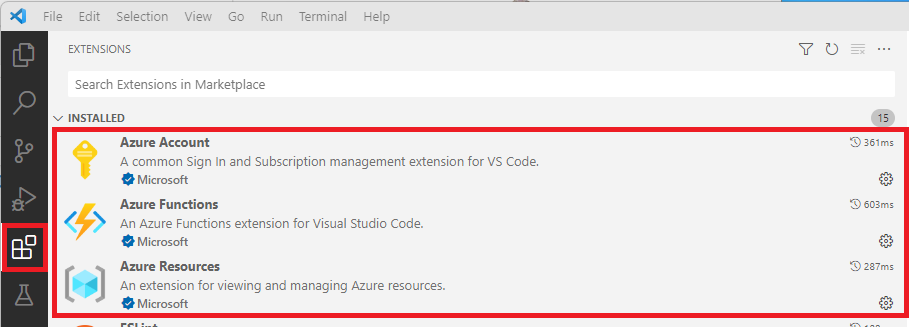 File Edit Selection View Go Run Terminal Help
EXTENSIONS
Search Extensions in Marketplace
INSTALLED 15
Azure Account 361ms
A common Sign In and Subscription management extension for VS Code.
Microsoft
Azure Functions 603ms
An Azure Functions extension for Visual Studio Code.
Microsoft
Azure Resources 287ms
An extension for viewing and managing Azure resources.
Microsoft
ESLint